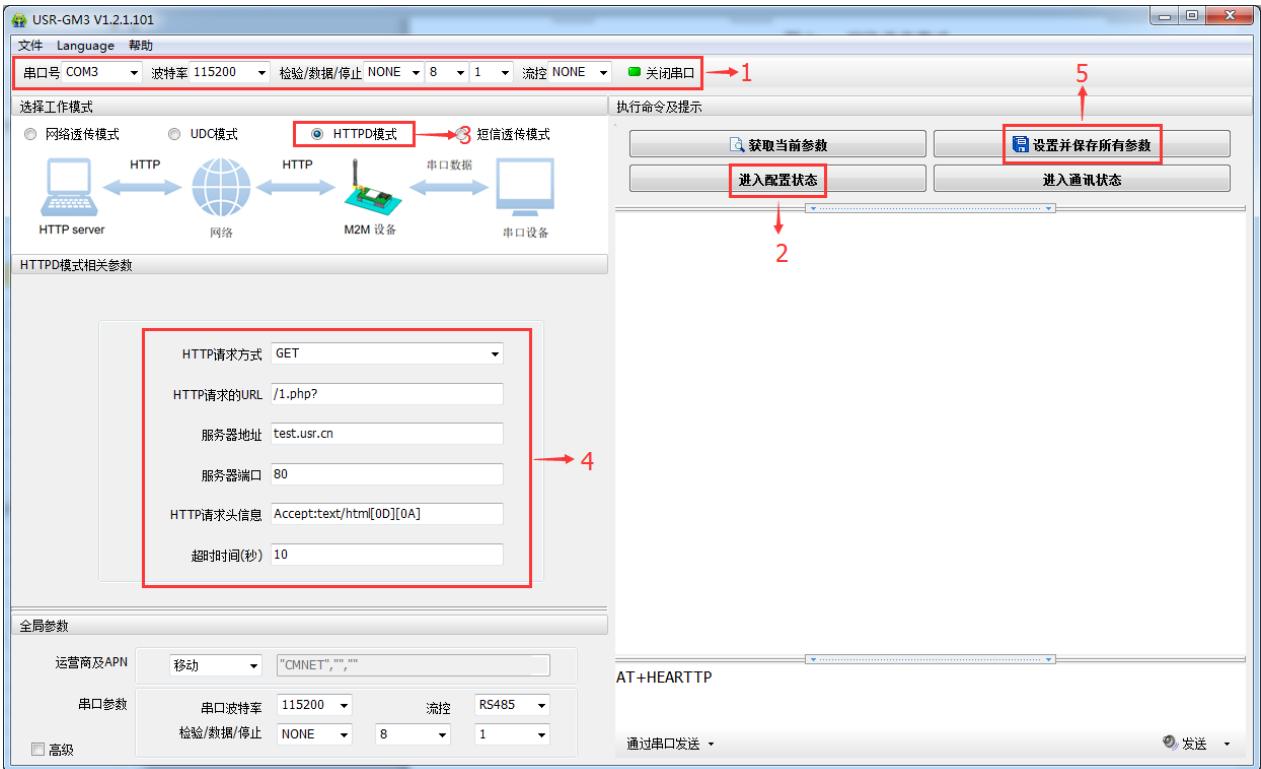 USR-GM3 V1.2.1.101
文件 Language 帮助
串口号 COM3 波特率 115200 检验/数据/停止 NONE 8 1 流控 NONE 关闭串口 1
选择工作模式
网络透传模式 UDC模式 HTTPD模式 3 短信透传模式
HTTP HTTP 串口数据
HTTP server 网络 M2M 设备 串口设备
HTTPD模式相关参数
HTTP请求方式 GET
HTTP请求的URL /1.php?
服务器地址 test.usr.cn
服务器端口 80
4
HTTP请求头信息 Accept:text/html[0D][0A]
超时时间(秒) 10
全局参数
运营商及APN 移动 "CMNET","",""
串口参数 串口波特率 115200 流控 RS485
检验/数据/停止 NONE 8 1
高级
5
执行命令及提示
获取当前参数 设置并保存所有参数
进入配置状态 进入通讯状态
2
AT+HEARTTP
通过串口发送 发送